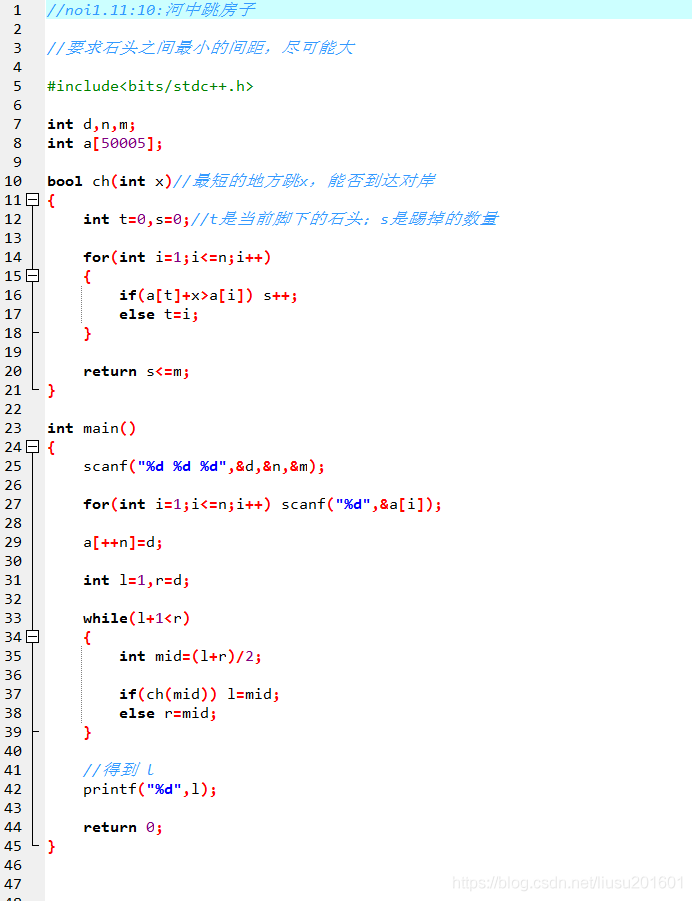 1 //noi1.11:10:河中跳房子
2
3 //要求石头之间最小的间距，尽可能大
4
5 #include<bits/stdc++.h>
6
7 int d,n,m;
8 int a[50005];
9
10 bool ch(int x)//最短的地方跳x，能否到达对岸
11 {
12 int t=0,s=0;//t是当前脚下的石头；s是踢掉的数量
13
14 for(int i=1;i<=n;i++)
15 {
16 if(a[t]+x>a[i]) s++;
17 else t=i;
18 }
19
20 return s<=m;
21 }
22
23 int main()
24 {
25 scanf("%d %d %d",&d,&n,&m);
26
27 for(int i=1;i<=n;i++) scanf("%d",&a[i]);
28
29 a[++n]=d;
30
31 int l=1,r=d;
32
33 while(l+1<r)
34 {
35 int mid=(l+r)/2;
36
37 if(ch(mid)) l=mid;
38 else r=mid;
39 }
40
41 //得到 l
42 printf("%d",l);
43
44 return 0;
45 }
46
47
https://blog.csdn.net/liusu201601